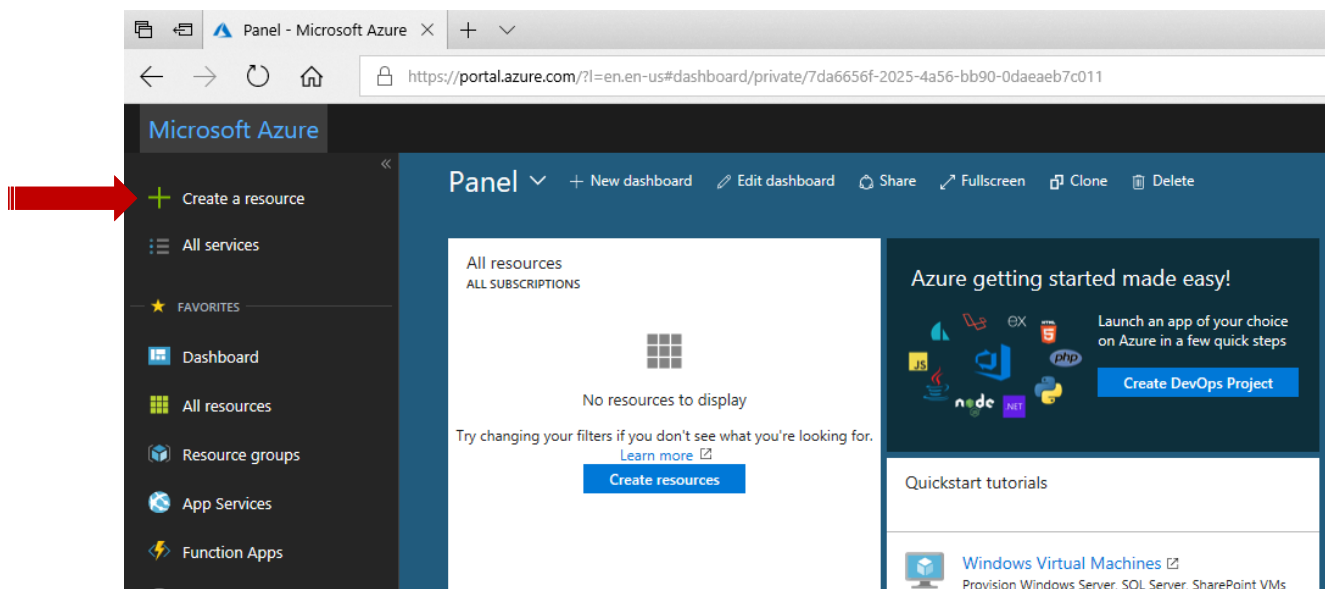 Panel - Microsoft Azure
https://portal.azure.com/?l=en.en-us#dashboard/private/7da6656f-2025-4a56-bb90-0daeaeb7c011
Microsoft Azure
Create a resource
All services
FAVORITES
Dashboard
All resources
Resource groups
App Services
Function Apps
Panel
New dashboard
Edit dashboard
Share
Fullscreen
Clone
Delete
All resources
ALL SUBSCRIPTIONS
No resources to display
Try changing your filters if you don't see what you're looking for.
Learn more
Create resources
Azure getting started made easy!
ex
HTML
5
JS
php
node
.NET
Launch an app of your choice
on Azure in a few quick steps
Create DevOps Project
Quickstart tutorials
Windows Virtual Machines
Provision Windows Server, SQL Server, SharePoint VMs